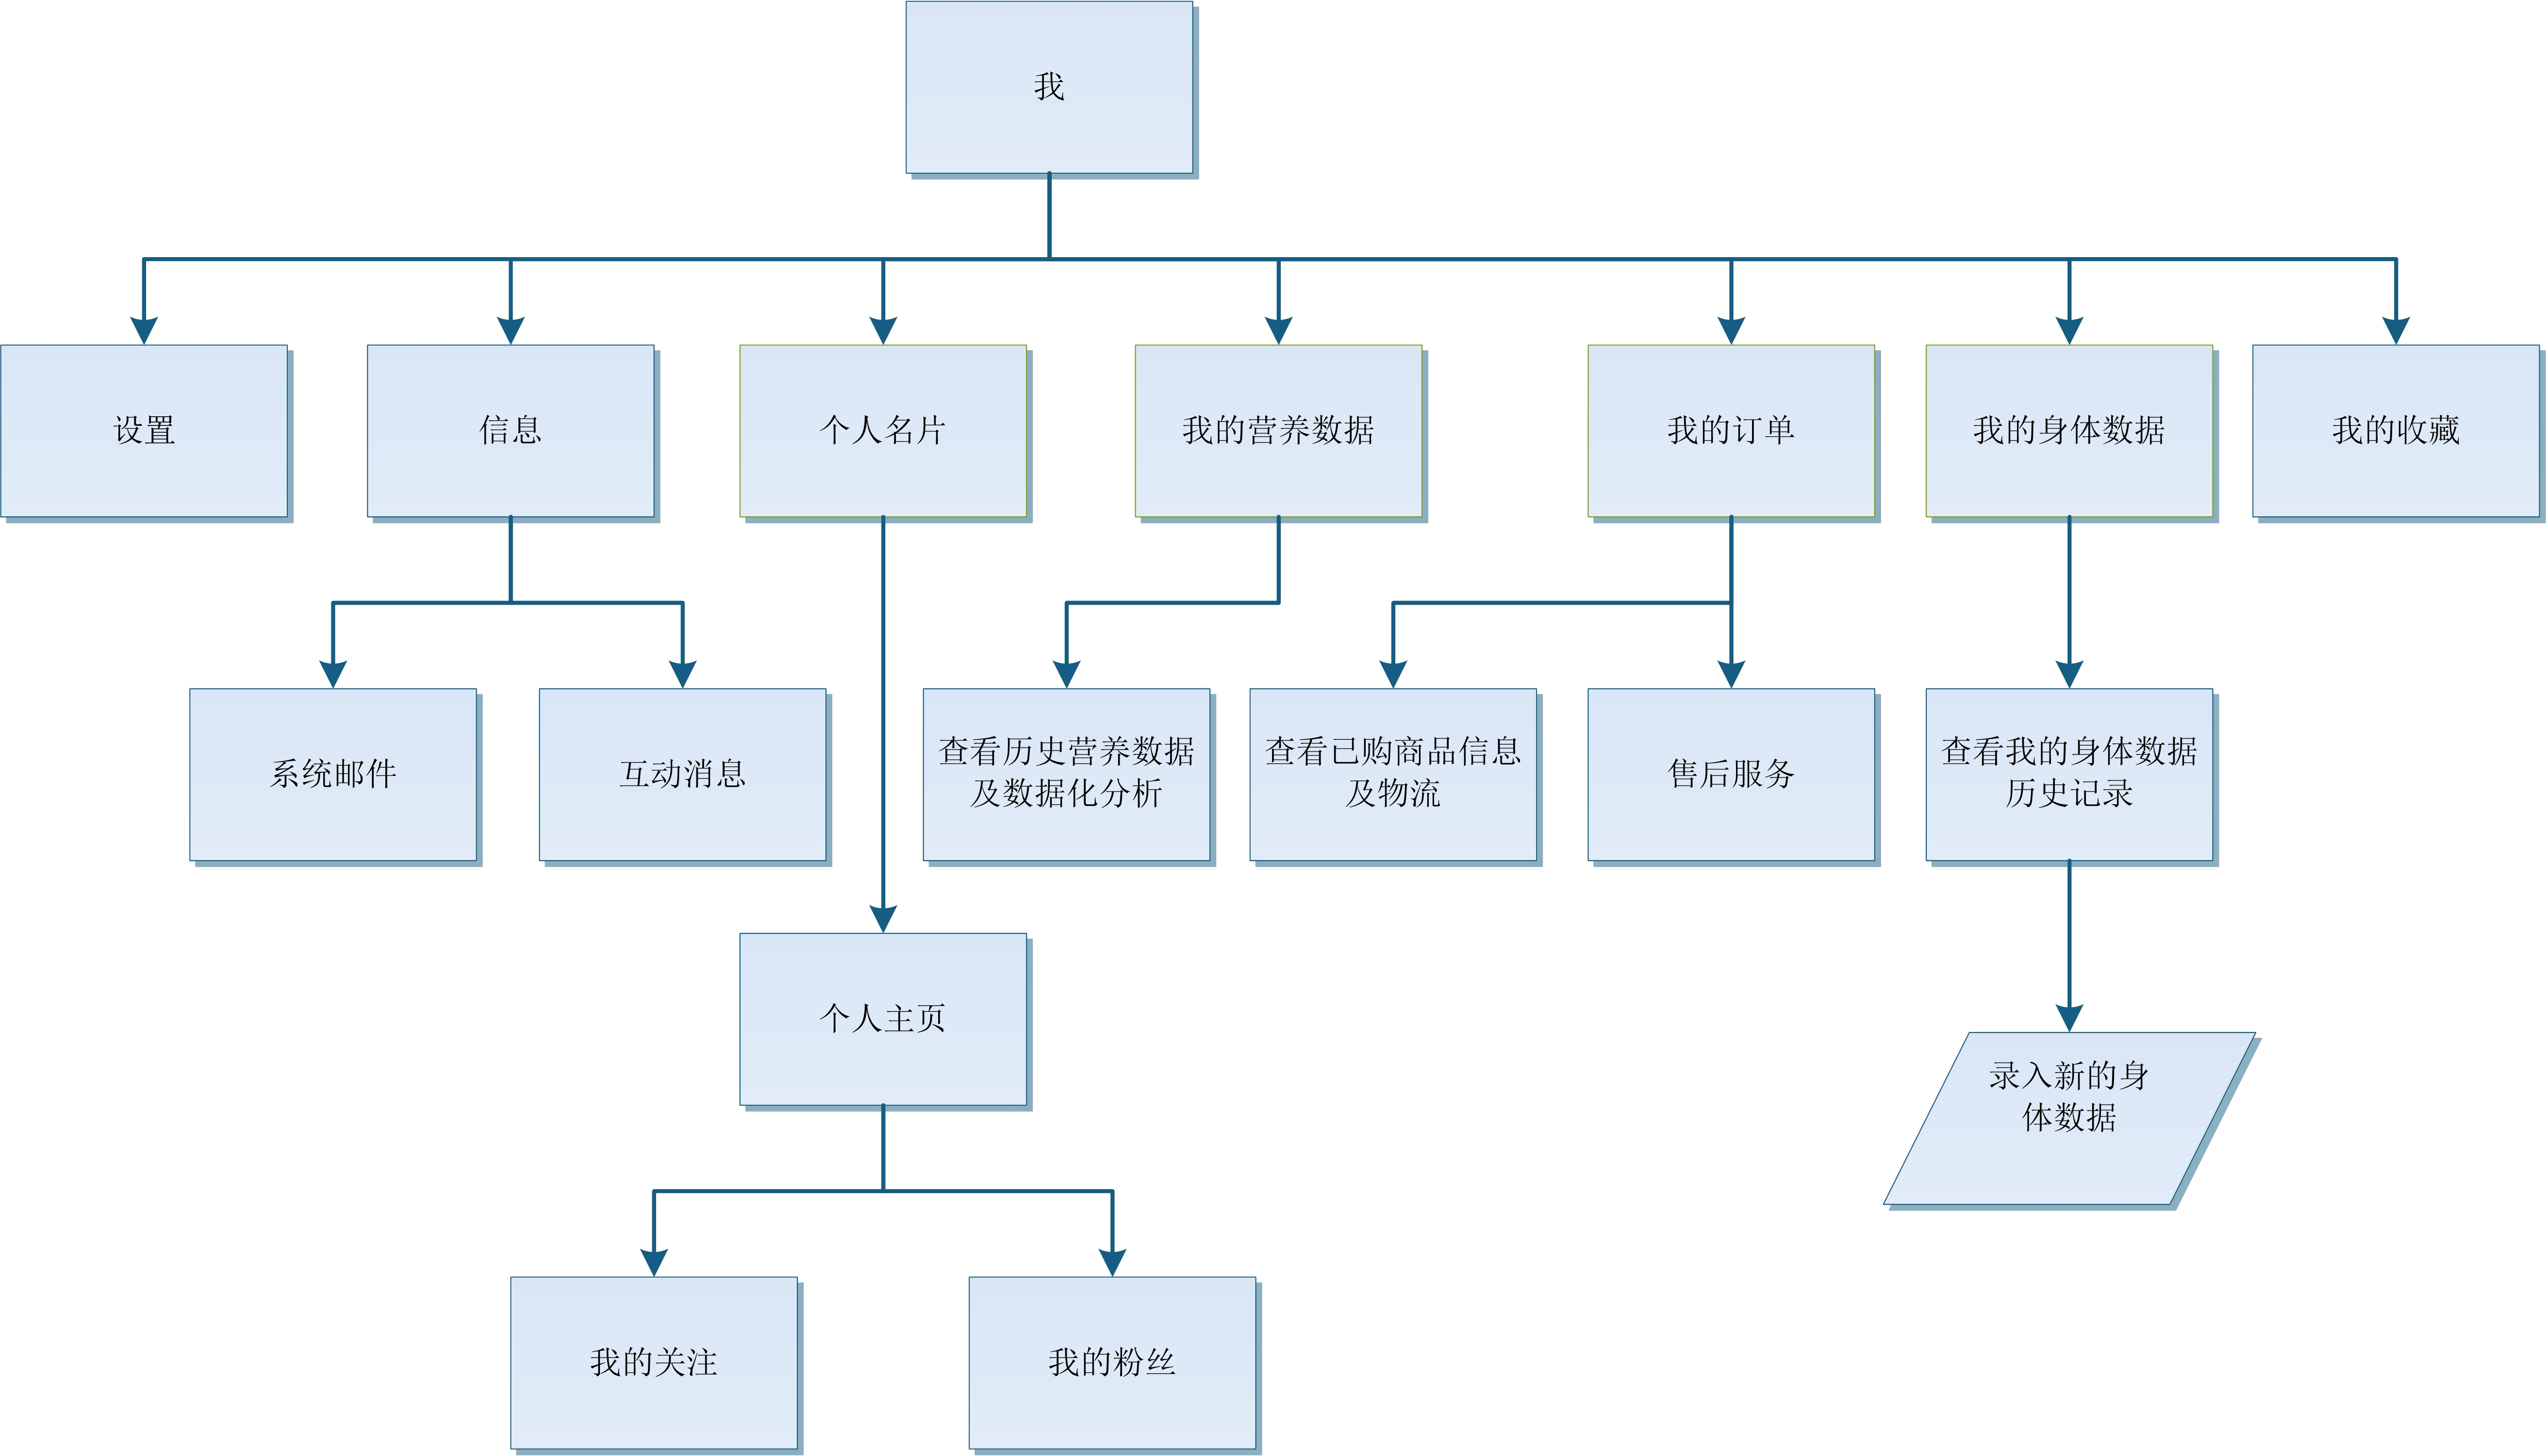 我
设置
信息
个人名片
我的营养数据
我的订单
我的身体数据
我的收藏
系统邮件
互动消息
查看历史营养数据
及数据化分析
查看已购商品信息
及物流
售后服务
查看我的身体数据
历史记录
个人主页
录入新的身
体数据
我的关注
我的粉丝